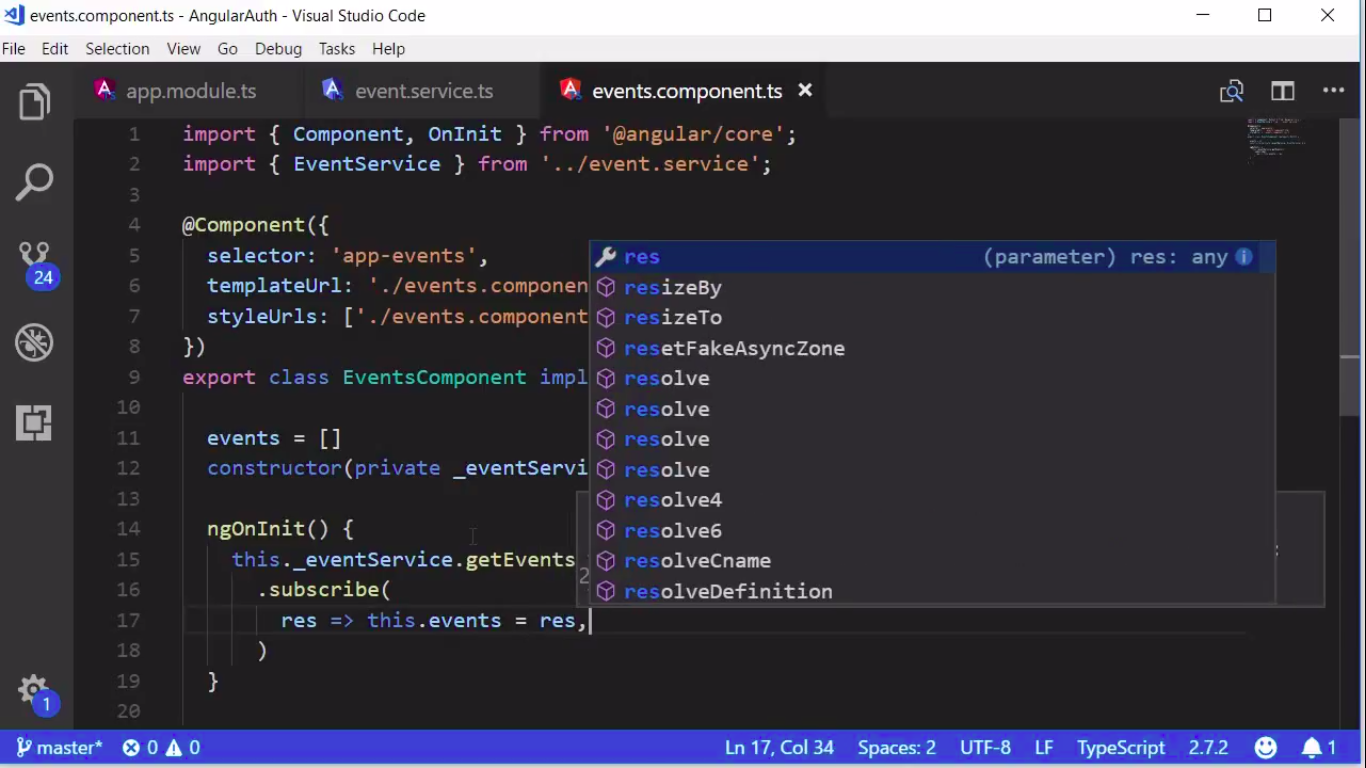 events.component.ts - AngularAuth - Visual Studio Code
File Edit Selection View Go Debug Tasks Help
app.module.ts event.service.ts events.component.ts
1 import { Component, OnInit } from '@angular/core';
2 import { EventService } from '../event.service';
3
4 @Component({
5 selector: 'app-events',
6 templateUrl: './events.componen
7 styleUrls: ['./events.component
8 })
9 export class EventsComponent impl
10
11 events = []
12 constructor(private _eventServi
13
14 ngOnInit() {
15 this._eventService.getEvents
16 .subscribe(
17 res => this.events = res,
18 )
19 }
20
res (parameter) res: any
resizeBy
resizeTo
resetFakeAsyncZone
resolve
resolve
resolve
resolve
resolve4
resolve6
resolveCname
resolveDefinition
24
1
master* 0 0 Ln 17, Col 34 Spaces: 2 UTF-8 LF TypeScript 2.7.2 1